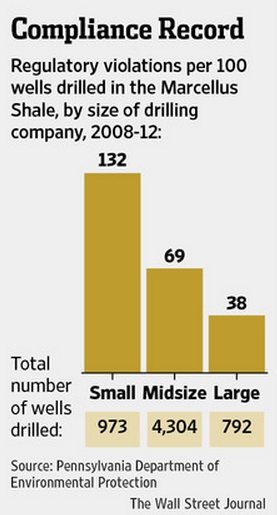 Compliance Record
Regulatory violations per 100
wells drilled in the Marcellus
Shale, by size of drilling
company, 2008-12:
132
69
38
Small Midsize Large
Total
number
of wells
drilled:
973 4,304 792
Source: Pennsylvania Department of
Environmental Protection
The Wall Street Journal